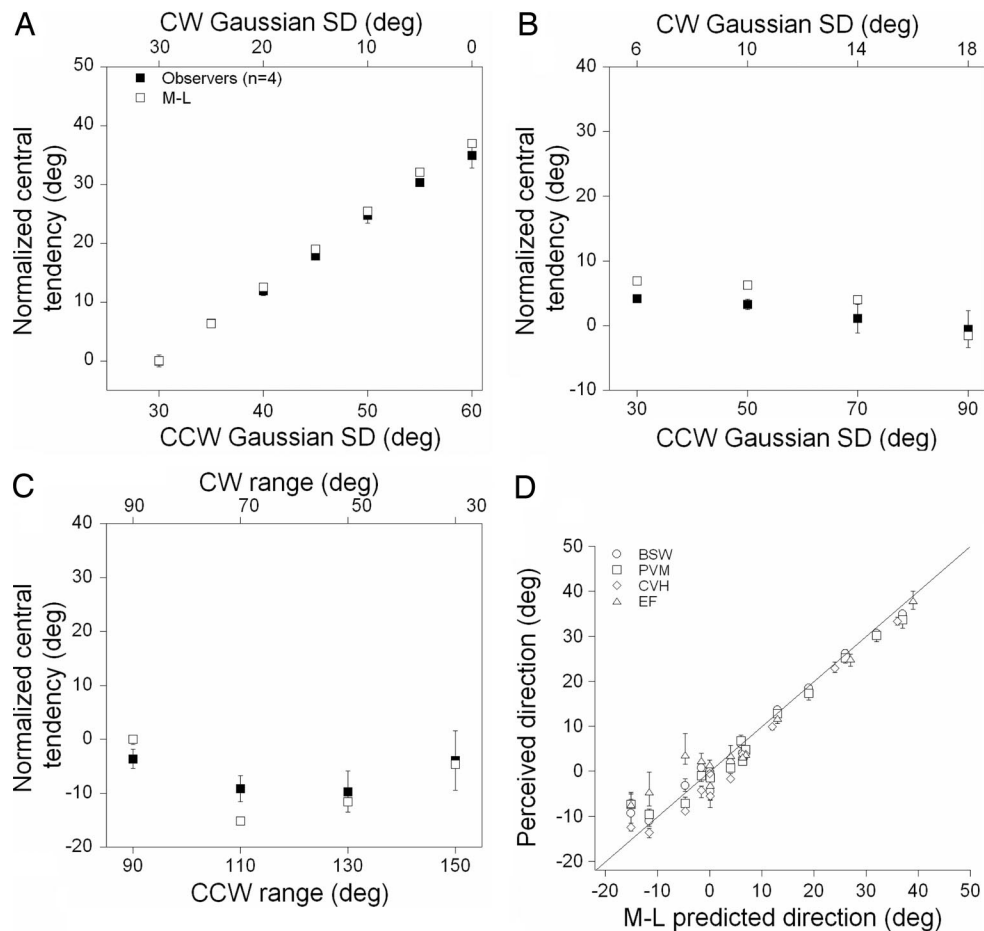 A
CW Gaussian SD (deg)
30 20 10 0
Observers (n=4)
M-L
Normalized central
tendency (deg)
50
40
30
20
10
0
30 40 50 60
CCW Gaussian SD (deg)
B
CW Gaussian SD (deg)
6 10 14 18
Normalized central
tendency (deg)
40
30
20
10
0
-10
30 50 70 90
CCW Gaussian SD (deg)
C
CW range (deg)
90 70 50 30
Normalized central
tendency (deg)
40
30
20
10
0
-10
-20
90 110 130 150
CCW range (deg)
D
BSW
PVM
CVH
EF
Perceived direction (deg)
50
40
30
20
10
0
-10
-20
-20 -10 0 10 20 30 40 50
M-L predicted direction (deg)